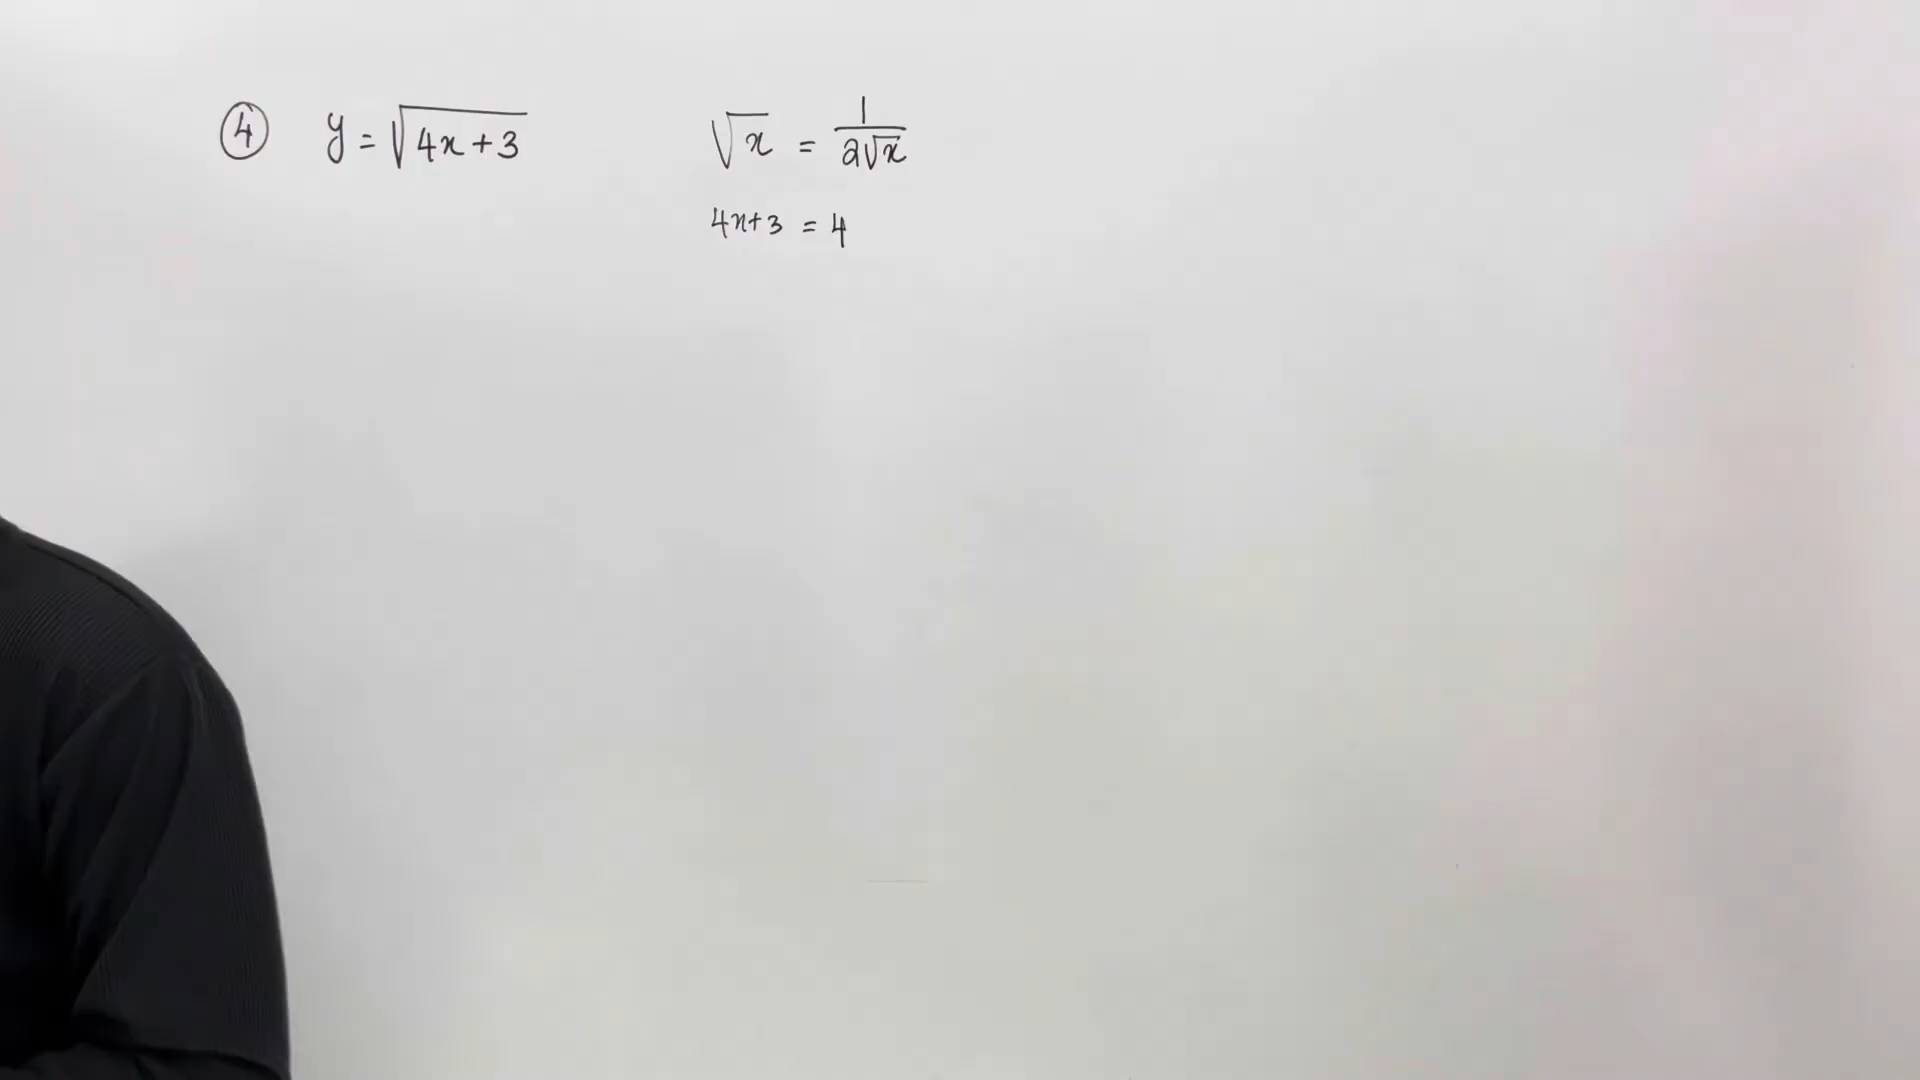 ④ y = √(4x+3) √x = 1/(2√x)
4x+3 = 4